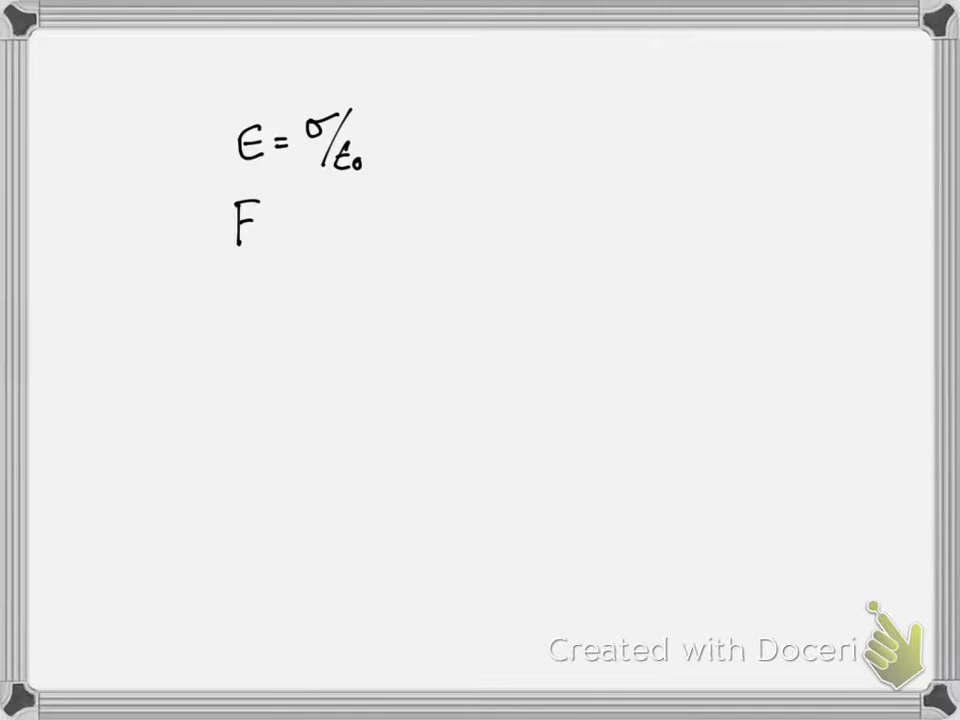 E = σ/ε₀
F
Created with Doceri